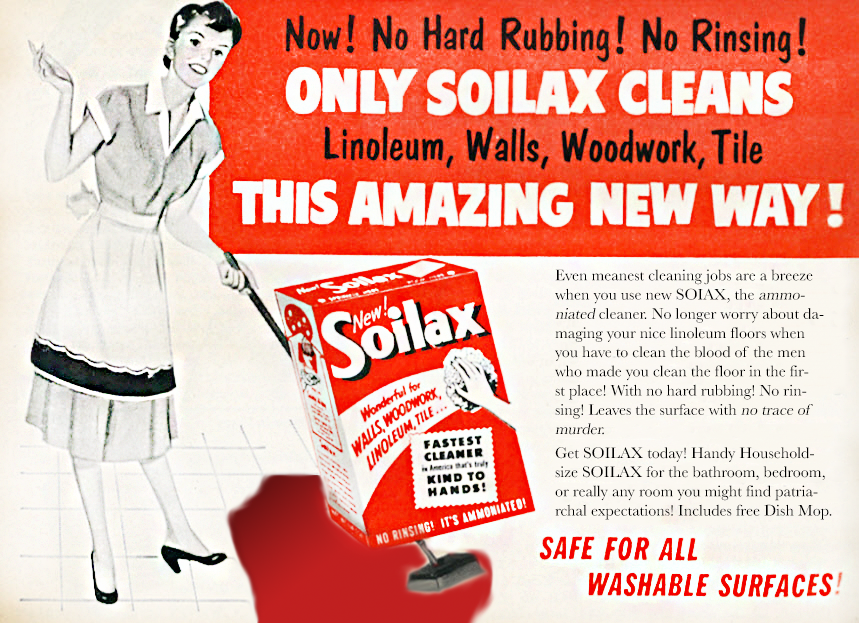 Now! No Hard Rubbing! No Rinsing!
ONLY SOILAX CLEANS
Linoleum, Walls, Woodwork, Tile
THIS AMAZING NEW WAY!
Even meanest cleaning jobs are a breeze
when you use new SOIAX, the ammo-
niated cleaner. No longer worry about da-
maging your nice linoleum floors when
you have to clean the blood of the men
who made you clean the floor in the fir-
st place! With no hard rubbing! No rin-
sing! Leaves the surface with no trace of
murder.
Get SOILAX today! Handy Household-
size SOILAX for the bathroom, bedroom,
or really any room you might find patria-
rchal expectations! Includes free Dish Mop.
SAFE FOR ALL
WASHABLE SURFACES!
New! Soilax
New!
Soilax
Wonderful for
WALLS, WOODWORK,
LINOLEUM, TILE...
FASTEST
CLEANER
in America that's truly
KIND TO
HANDS!
NO RINSING! IT'S AMMONIATED!